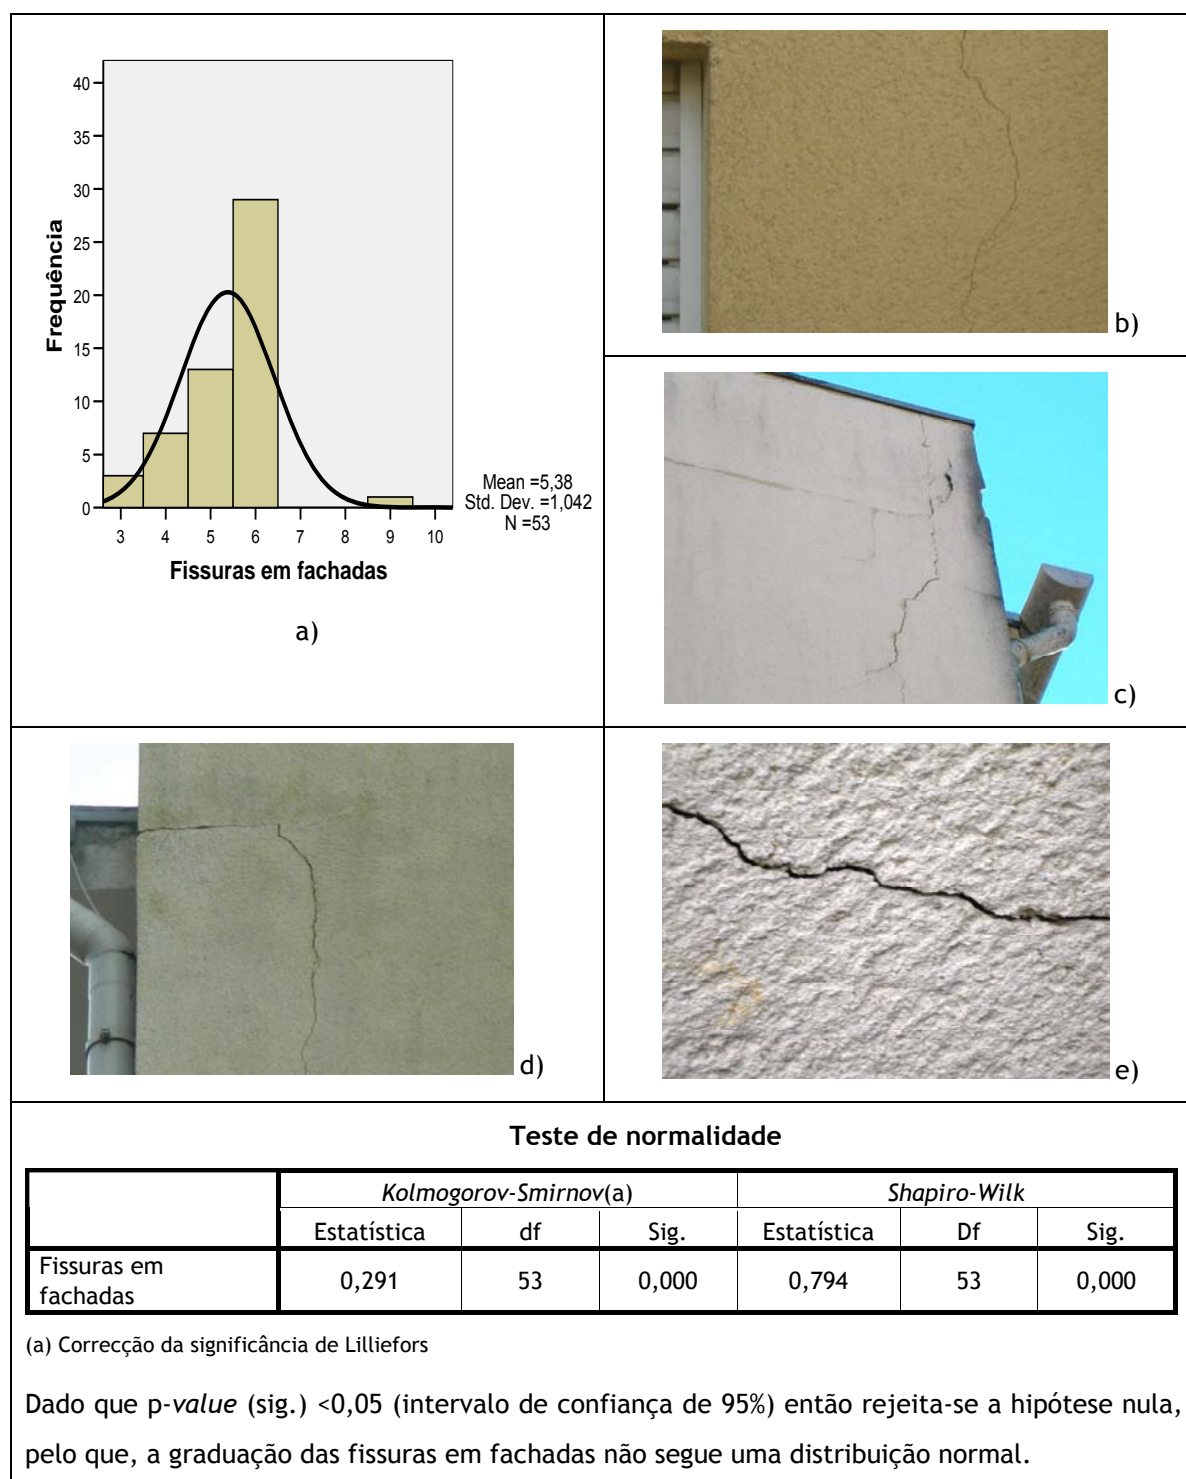 40
35
30
25
20
15
10
5
0
Frequência
3 4 5 6 7 8 9 10
Fissuras em fachadas
Mean =5,38
Std. Dev. =1,042
N =53
a)
b)
c)
d)
e)
Teste de normalidade
Kolmogorov-Smirnov(a) Shapiro-Wilk
Estatística df Sig. Estatística Df Sig.
Fissuras em
fachadas
0,291 53 0,000 0,794 53 0,000
(a) Correcção da significância de Lilliefors
Dado que p-value (sig.) <0,05 (intervalo de confiança de 95%) então rejeita-se a hipótese nula,
pelo que, a graduação das fissuras em fachadas não segue uma distribuição normal.